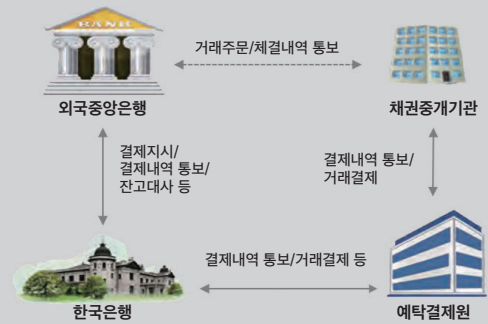 BANK
거래주문/체결내역 통보
외국중앙은행
채권중개기관
결제지시/
결제내역 통보/
잔고대사 등
결제내역 통보/
거래결제
결제내역 통보/거래결제 등
한국은행
예탁결제원